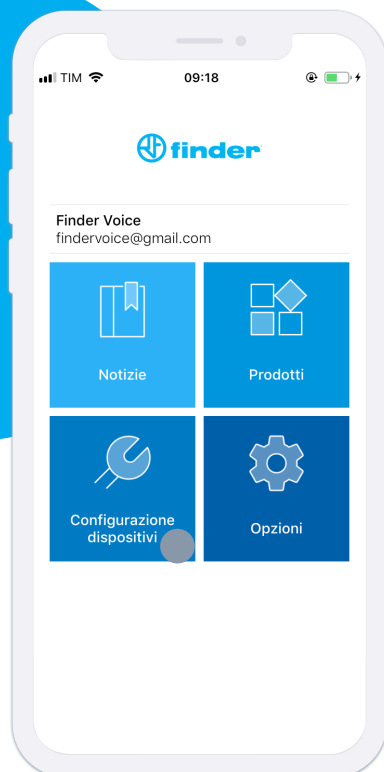 TIM
09:18
finder
Finder Voice
findervoice@gmail.com
Notizie
Prodotti
Configurazione
dispositivi
Opzioni